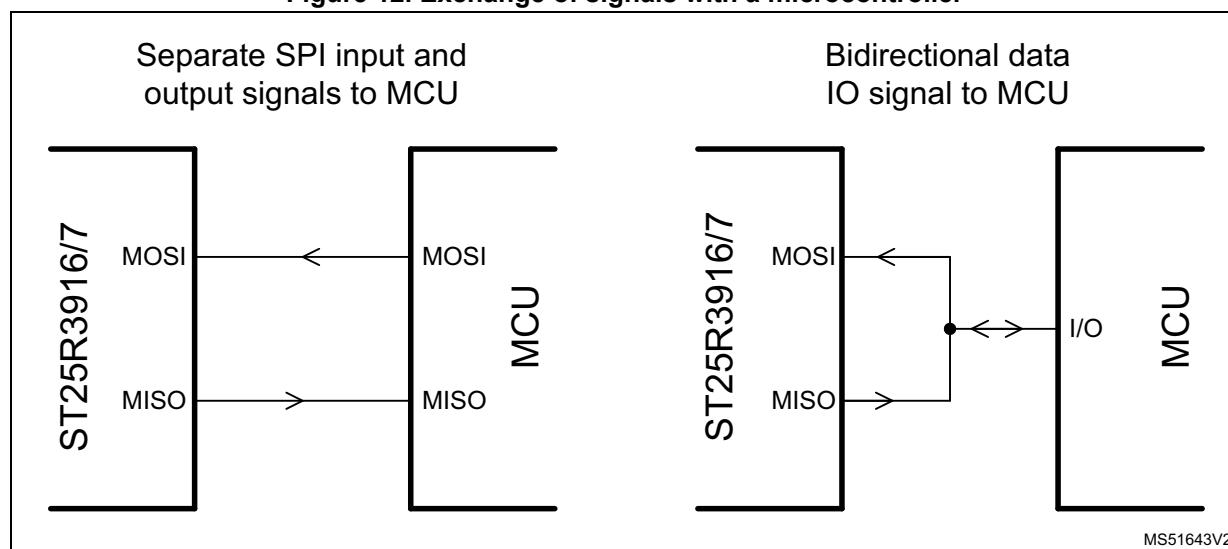 Figure 12. Exchange of signals with a microcontroller
Separate SPI input and
output signals to MCU
ST25R3916/7
MOSI
MISO
MOSI
MISO
MCU
Bidirectional data
IO signal to MCU
ST25R3916/7
MOSI
MISO
I/O
MCU
MS51643V2